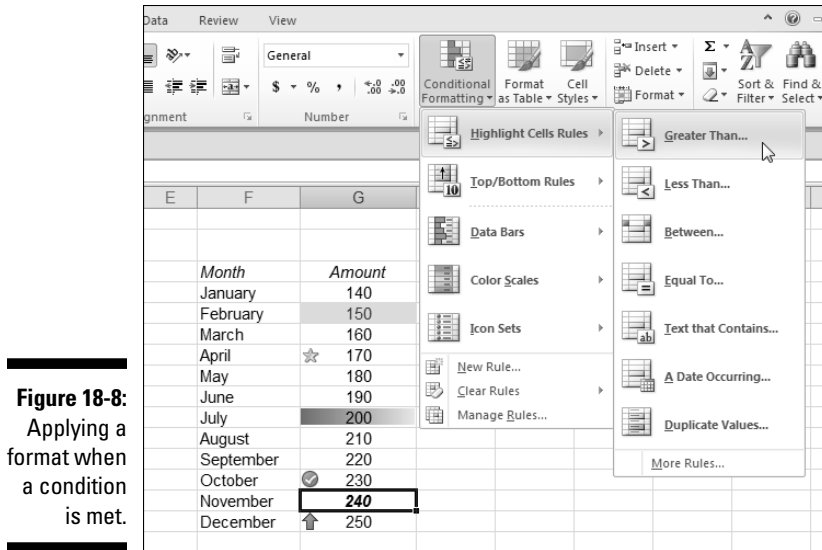 Data Review View
General
$ % , .0 .00 .00 .0
Conditional Formatting Format as Table Cell Styles
Insert
Delete
Format
Σ
A Z
Sort & Filter
Find & Select
gnment Number
Highlight Cells Rules
10 Top/Bottom Rules
Data Bars
Color Scales
Icon Sets
New Rule...
Clear Rules
Manage Rules...
> Greater Than...
< Less Than...
Between...
= Equal To...
ab Text that Contains...
A Date Occurring...
Duplicate Values...
More Rules...
E F G
Month Amount
January 140
February 150
March 160
April 170
May 180
June 190
July 200
August 210
September 220
October 230
November 240
December 250
Figure 18-8:
Applying a
format when
a condition
is met.